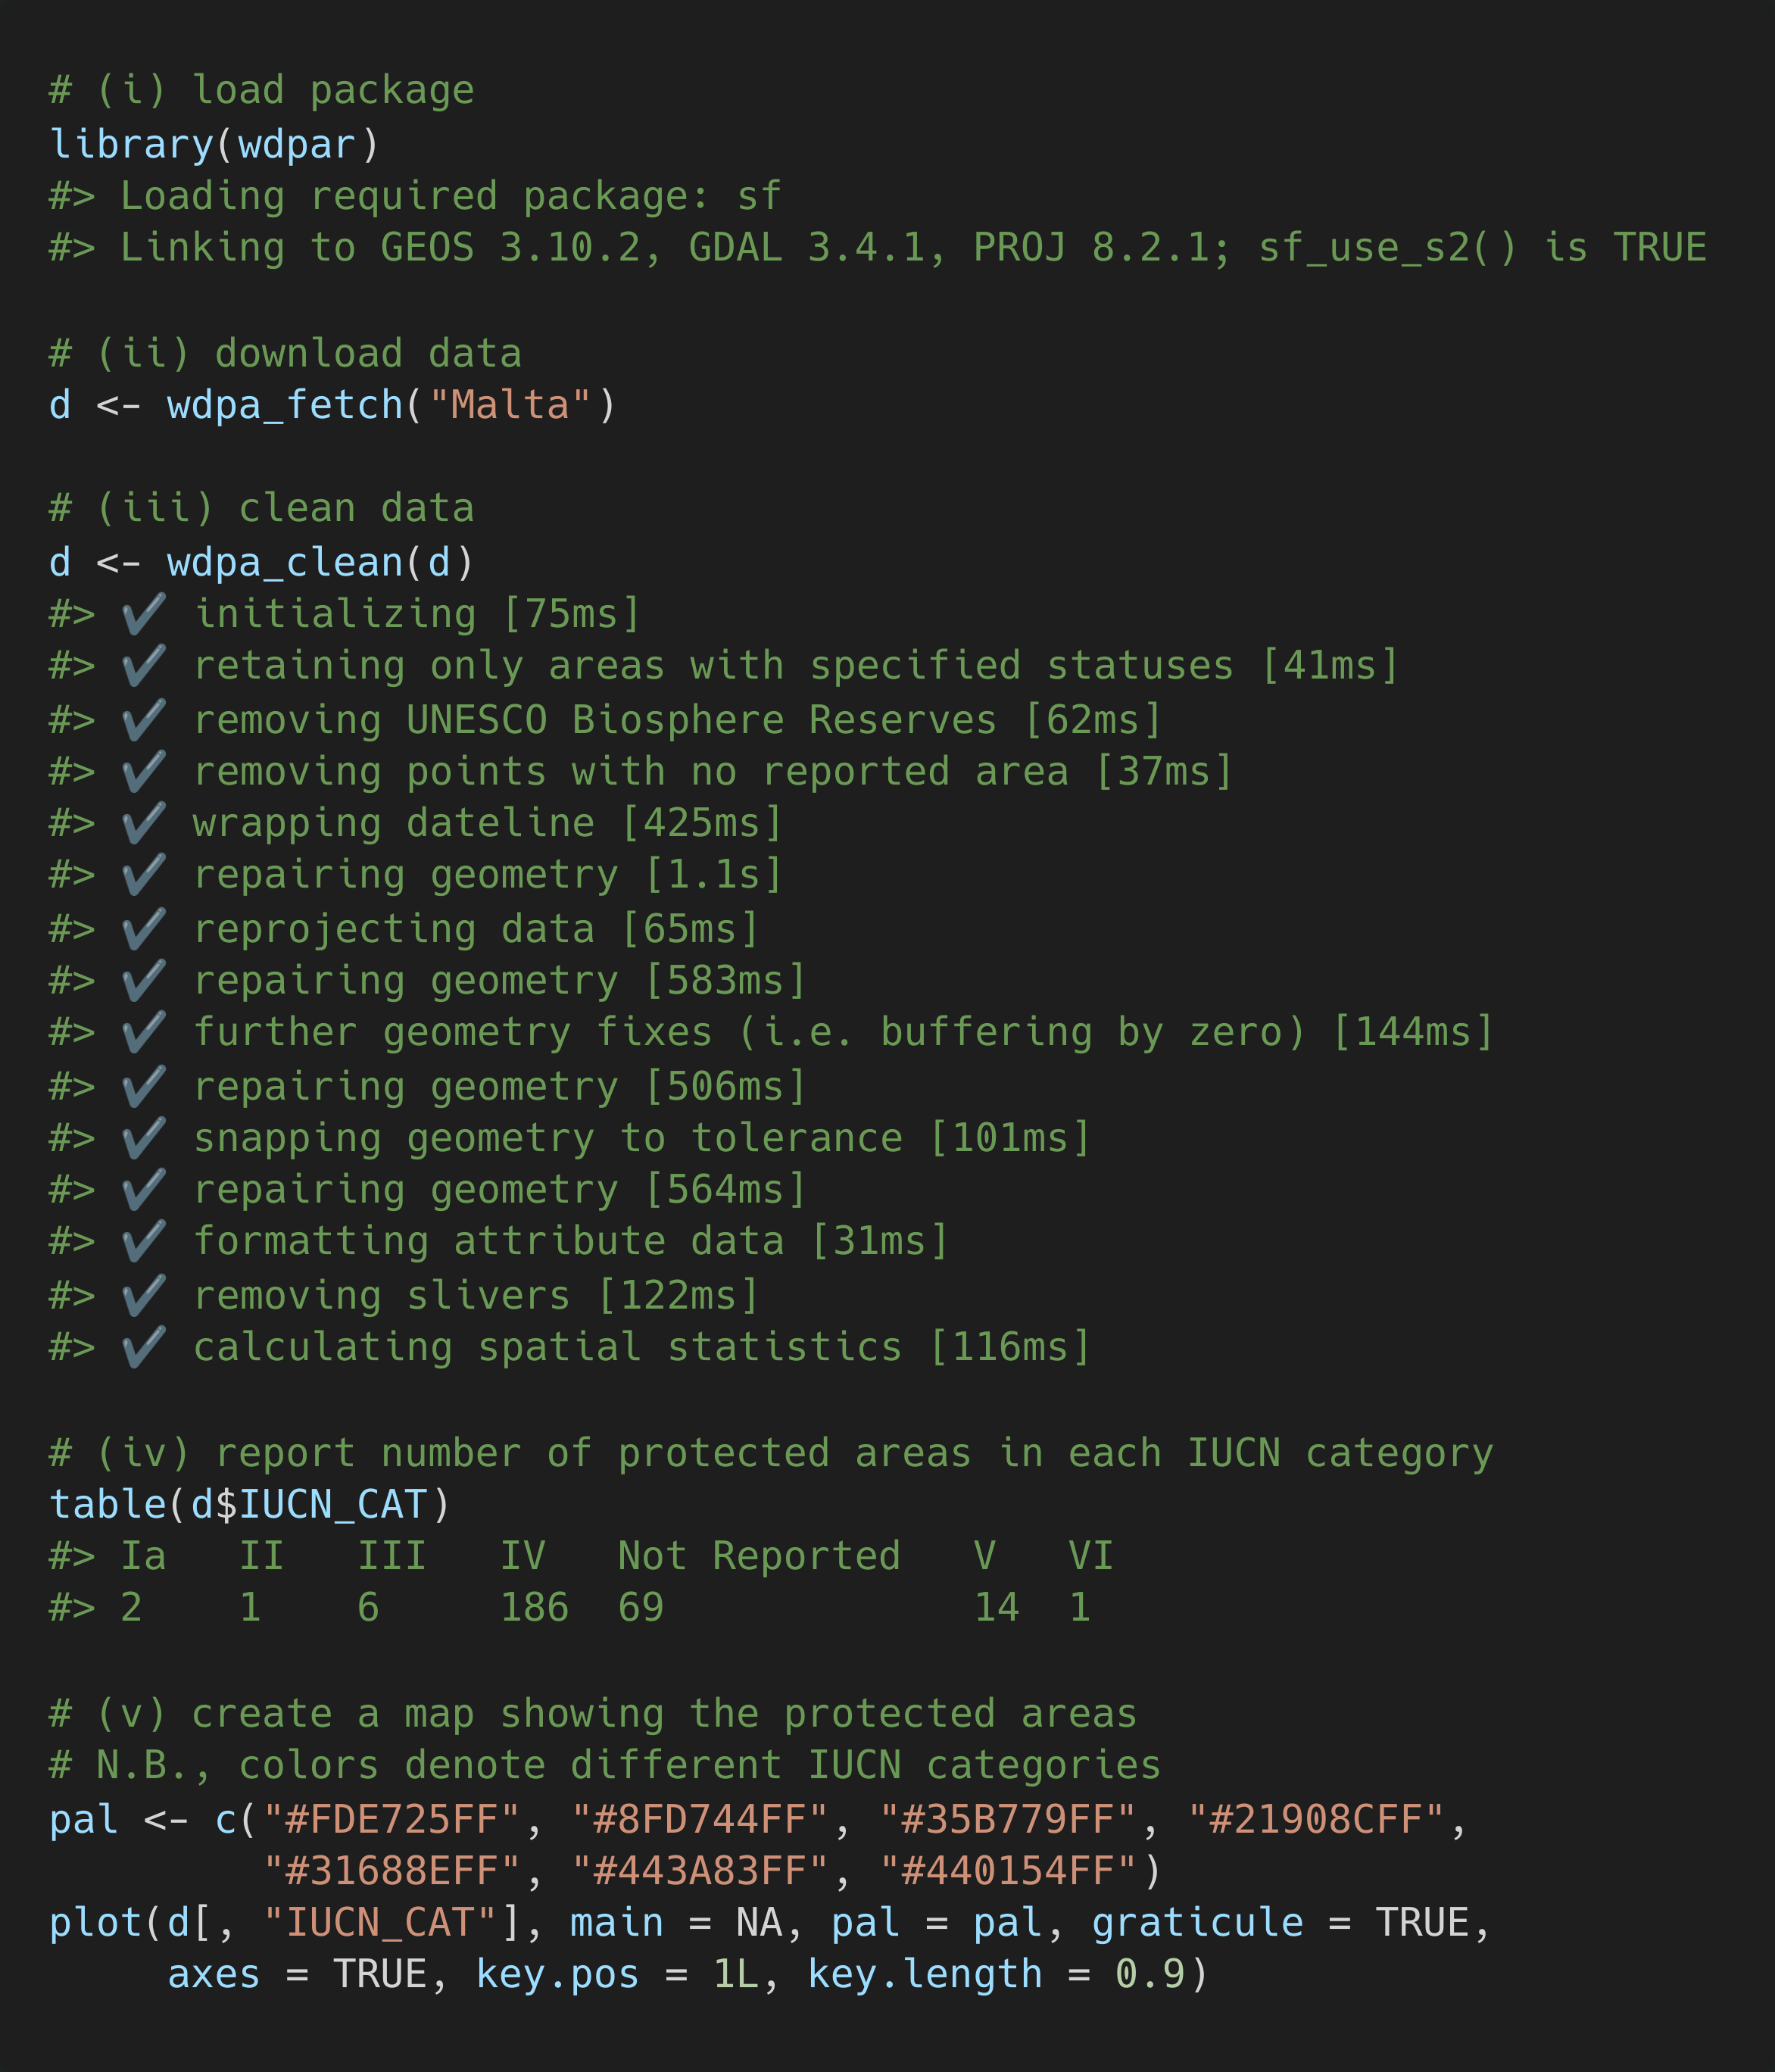 # (i) load package
library(wdpar)
#> Loading required package: sf
#> Linking to GEOS 3.10.2, GDAL 3.4.1, PROJ 8.2.1; sf_use_s2() is TRUE

# (ii) download data
d <- wdpa_fetch("Malta")

# (iii) clean data
d <- wdpa_clean(d)
#> ✔ initializing [75ms]
#> ✔ retaining only areas with specified statuses [41ms]
#> ✔ removing UNESCO Biosphere Reserves [62ms]
#> ✔ removing points with no reported area [37ms]
#> ✔ wrapping dateline [425ms]
#> ✔ repairing geometry [1.1s]
#> ✔ reprojecting data [65ms]
#> ✔ repairing geometry [583ms]
#> ✔ further geometry fixes (i.e. buffering by zero) [144ms]
#> ✔ repairing geometry [506ms]
#> ✔ snapping geometry to tolerance [101ms]
#> ✔ repairing geometry [564ms]
#> ✔ formatting attribute data [31ms]
#> ✔ removing slivers [122ms]
#> ✔ calculating spatial statistics [116ms]

# (iv) report number of protected areas in each IUCN category
table(d$IUCN_CAT)
#> Ia   II   III   IV   Not Reported   V   VI
#> 2    1    6     186  69             14  1

# (v) create a map showing the protected areas
# N.B., colors denote different IUCN categories
pal <- c("#FDE725FF", "#8FD744FF", "#35B779FF", "#21908CFF",
         "#31688EFF", "#443A83FF", "#440154FF")
plot(d[, "IUCN_CAT"], main = NA, pal = pal, graticule = TRUE,
     axes = TRUE, key.pos = 1L, key.length = 0.9)